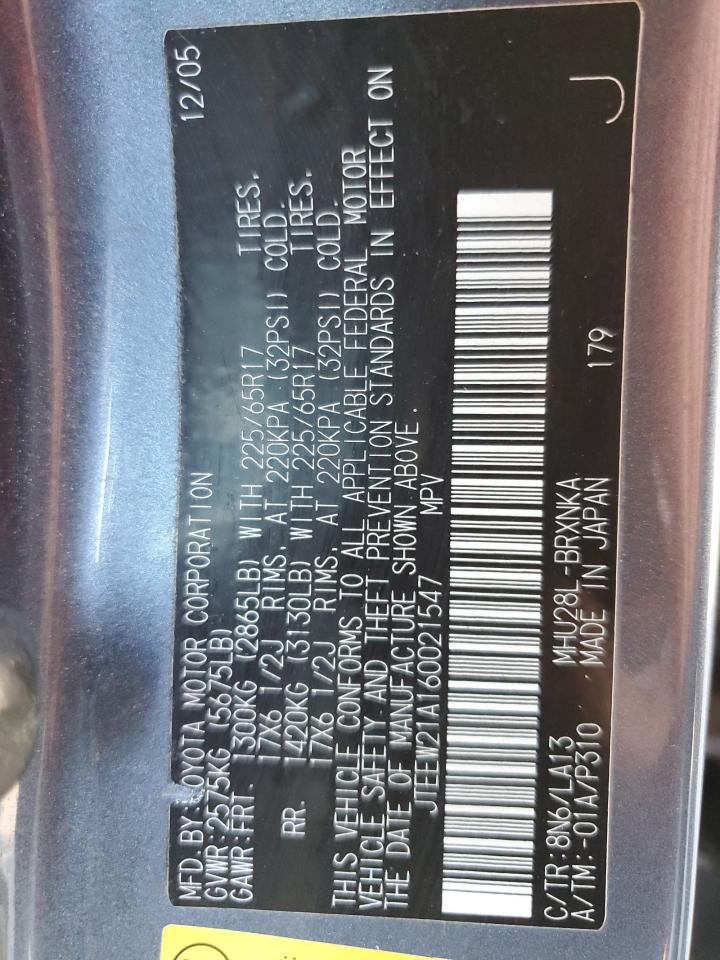 MFD.BY:TOYOTA MOTOR CORPORATION 12/05
GVWR:2575KG (5675LB)
GAWR:FRT. 1300KG (2865LB) WITH 225/65R17 TIRES,
17X6 1/2J RIMS, AT 220KPA (32PSI) COLD.
RR. 1420KG (3130LB) WITH 225/65R17 TIRES,
17X6 1/2J RIMS, AT 220KPA (32PSI) COLD.
THIS VEHICLE CONFORMS TO ALL APPLICABLE FEDERAL MOTOR
VEHICLE SAFETY AND THEFT PREVENTION STANDARDS IN EFFECT ON
THE DATE OF MANUFACTURE SHOWN ABOVE.
JTEEW21A160021547 MPV
C/TR:8N6/LA13 MHU28L-BRXNKA
A/TM:-01A/P310 MADE IN JAPAN 179 J